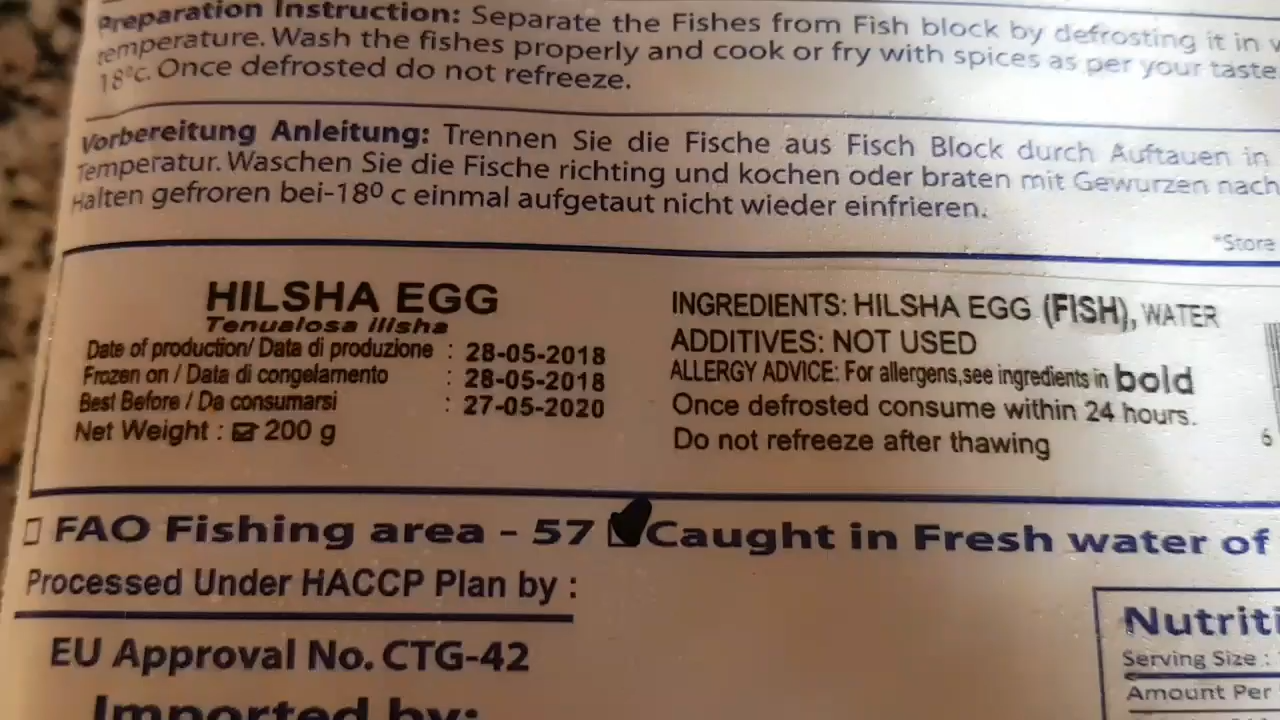 Preparation Instruction: Separate the Fishes from Fish block by defrosting it in
temperature. Wash the fishes properly and cook or fry with spices as per your taste
18°c. Once defrosted do not refreeze.
Vorbereitung Anleitung: Trennen Sie die Fische aus Fisch Block durch Auftauen in
Temperatur. Waschen Sie die Fische richting und kochen oder braten mit Gewurzen nach
Halten gefroren bei-18º c einmal aufgetaut nicht wieder einfrieren.
*Store
HILSHA EGG
Tenualosa ilisha
Date of production/ Data di produzione : 28-05-2018
Frozen on / Data di congelamento : 28-05-2018
Best Before / Da consumarsi : 27-05-2020
Net Weight : 200 g
INGREDIENTS: HILSHA EGG (FISH), WATER
ADDITIVES: NOT USED
ALLERGY ADVICE: For allergens,see ingredients in bold
Once defrosted consume within 24 hours.
Do not refreeze after thawing
6
FAO Fishing area - 57 Caught in Fresh water of
Processed Under HACCP Plan by :
EU Approval No. CTG-42
Imported by:
Nutriti
Serving Size :
Amount Per